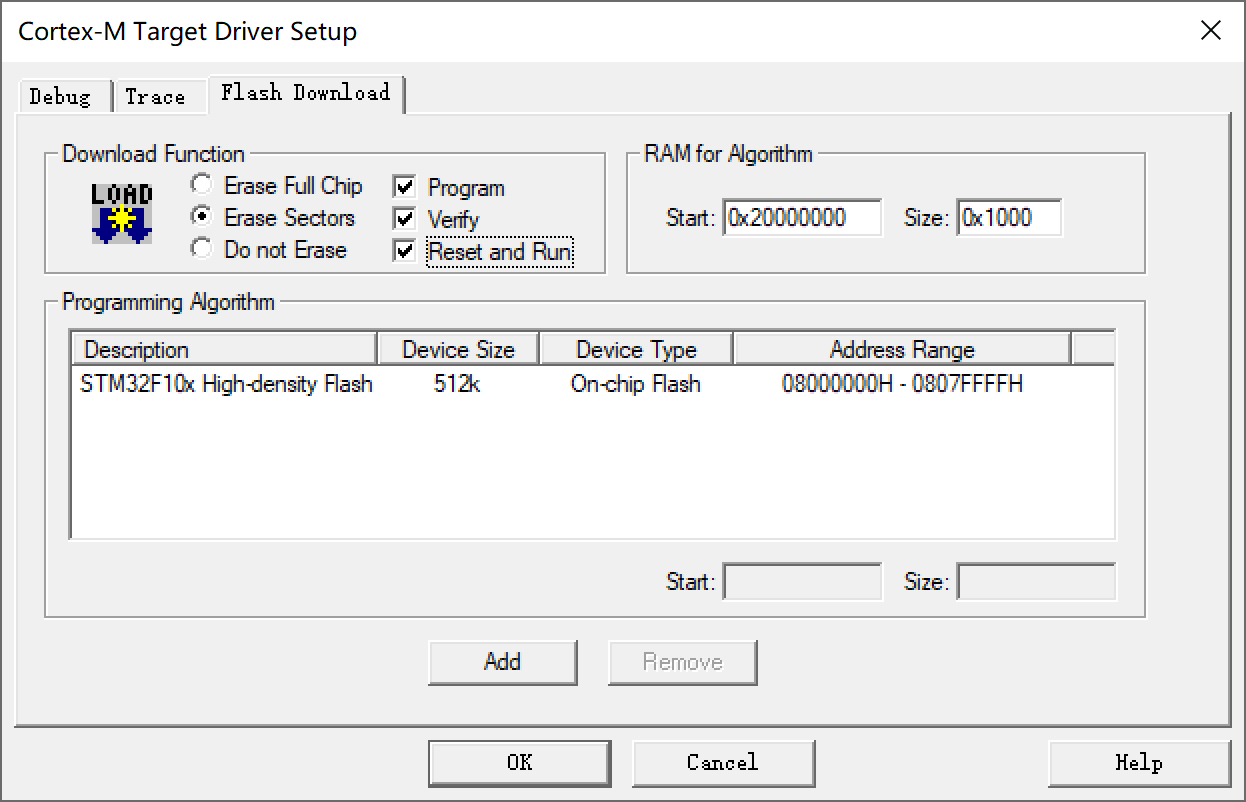 Cortex-M Target Driver Setup
Debug Trace Flash Download
Download Function
LOAD
Erase Full Chip
Erase Sectors
Do not Erase
Program
Verify
Reset and Run
RAM for Algorithm
Start: 0x20000000 Size: 0x1000
Programming Algorithm
Description Device Size Device Type Address Range
STM32F10x High-density Flash 512k On-chip Flash 08000000H - 0807FFFFH
Start: Size:
Add Remove
OK Cancel Help